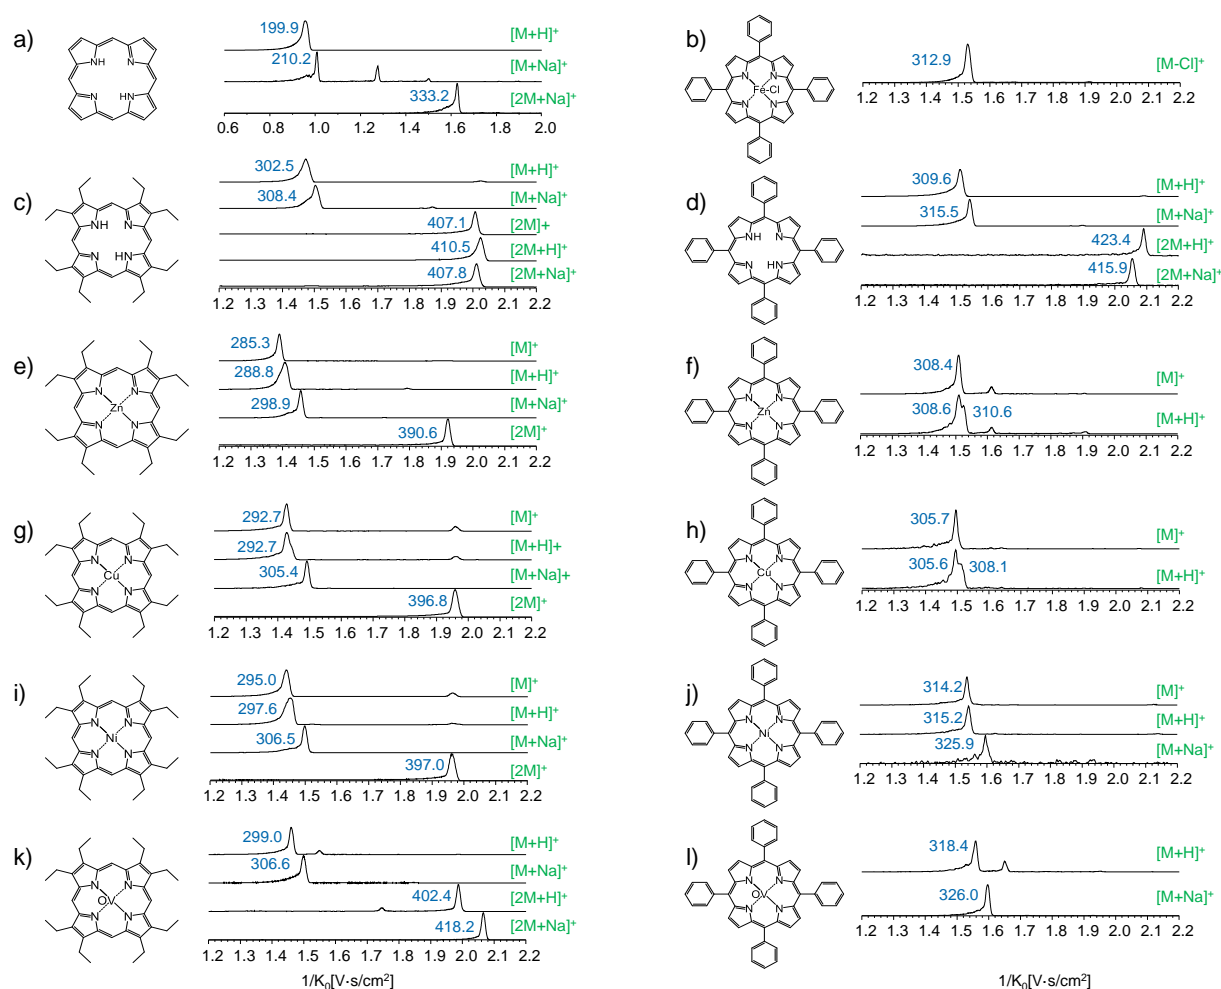 a)
NH
N
N
HN
199.9
[M+H]⁺
210.2
[M+Na]⁺
333.2
[2M+Na]⁺
0.6 0.8 1.0 1.2 1.4 1.6 1.8 2.0
b)
N
N
Fe-Cl
N
N
312.9
[M-Cl]⁺
1.2 1.3 1.4 1.5 1.6 1.7 1.8 1.9 2.0 2.1 2.2
c)
NH
N
N
HN
302.5
[M+H]⁺
308.4
[M+Na]⁺
407.1
[2M]+
410.5
[2M+H]⁺
407.8
[2M+Na]⁺
1.2 1.3 1.4 1.5 1.6 1.7 1.8 1.9 2.0 2.1 2.2
d)
NH
N
N
HN
309.6
[M+H]⁺
315.5
[M+Na]⁺
423.4
[2M+H]⁺
415.9
[2M+Na]⁺
1.2 1.3 1.4 1.5 1.6 1.7 1.8 1.9 2.0 2.1 2.2
e)
N
N
Zn
N
N
285.3
[M]⁺
288.8
[M+H]⁺
298.9
[M+Na]⁺
390.6
[2M]⁺
1.2 1.3 1.4 1.5 1.6 1.7 1.8 1.9 2.0 2.1 2.2
f)
N
N
Zn
N
N
308.4
[M]⁺
308.6
310.6
[M+H]⁺
1.2 1.3 1.4 1.5 1.6 1.7 1.8 1.9 2.0 2.1 2.2
g)
N
N
Cu
N
N
292.7
[M]⁺
292.7
[M+H]+
305.4
[M+Na]+
396.8
[2M]⁺
1.2 1.3 1.4 1.5 1.6 1.7 1.8 1.9 2.0 2.1 2.2
h)
N
N
Cu
N
N
305.7
[M]⁺
305.6
308.1
[M+H]⁺
1.2 1.3 1.4 1.5 1.6 1.7 1.8 1.9 2.0 2.1 2.2
i)
N
N
Ni
N
N
295.0
[M]⁺
297.6
[M+H]⁺
306.5
[M+Na]⁺
397.0
[2M]⁺
1.2 1.3 1.4 1.5 1.6 1.7 1.8 1.9 2.0 2.1 2.2
j)
N
N
Ni
N
N
314.2
[M]⁺
315.2
[M+H]⁺
325.9
[M+Na]⁺
1.2 1.3 1.4 1.5 1.6 1.7 1.8 1.9 2.0 2.1 2.2
k)
N
N
OV
N
N
299.0
[M+H]⁺
306.6
[M+Na]⁺
402.4
[2M+H]⁺
418.2
[2M+Na]⁺
1.2 1.3 1.4 1.5 1.6 1.7 1.8 1.9 2.0 2.1 2.2
1/K₀[V·s/cm²]
l)
N
N
OV
N
N
318.4
[M+H]⁺
326.0
[M+Na]⁺
1.2 1.3 1.4 1.5 1.6 1.7 1.8 1.9 2.0 2.1 2.2
1/K₀[V·s/cm²]